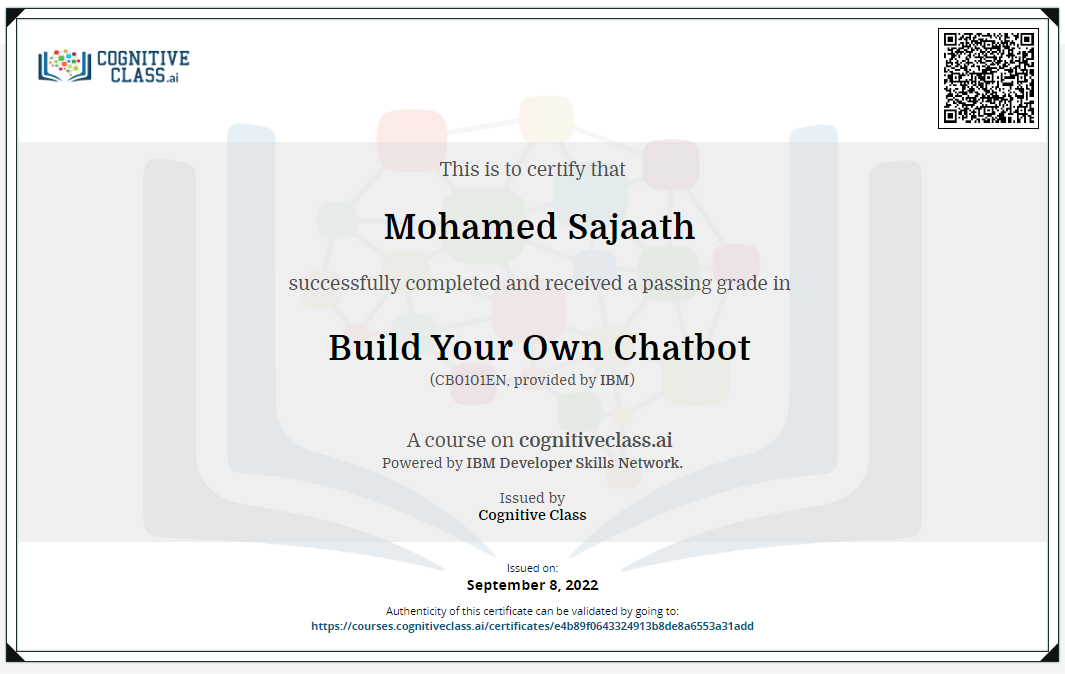 COGNITIVE
CLASS.ai
This is to certify that
Mohamed Sajaath
successfully completed and received a passing grade in
Build Your Own Chatbot
(CB0101EN, provided by IBM)
A course on cognitiveclass.ai
Powered by IBM Developer Skills Network.
Issued by
Cognitive Class
Issued on:
September 8, 2022
Authenticity of this certificate can be validated by going to:
https://courses.cognitiveclass.ai/certificates/e4b89f0643324913b8de8a6553a31add